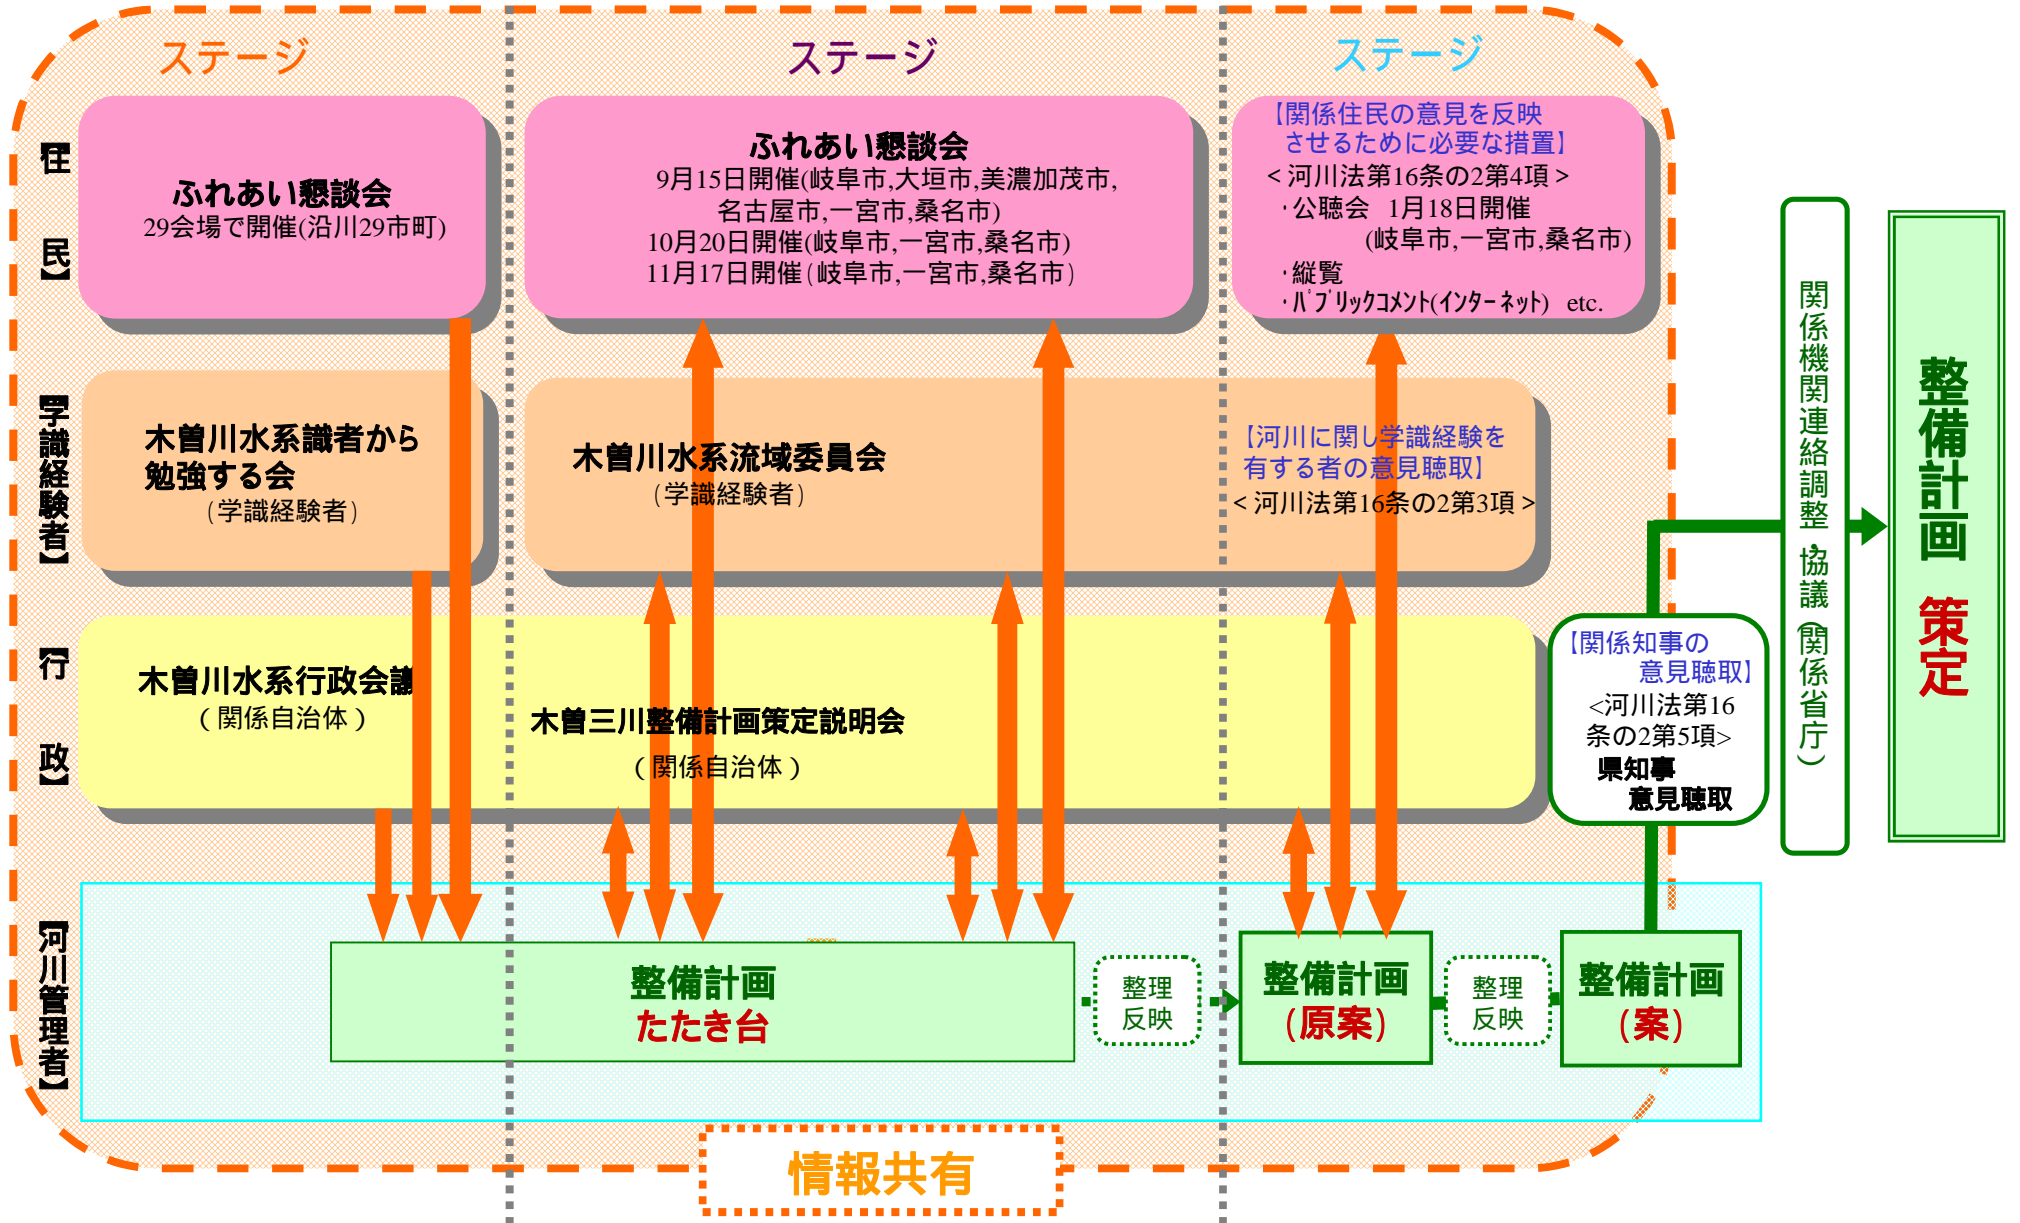 ステージ
ステージ
ステージ
【住民】
ふれあい懇談会
29会場で開催(沿川29市町)
ふれあい懇談会
9月15日開催(岐阜市,大垣市,美濃加茂市,
名古屋市,一宮市,桑名市)
10月20日開催(岐阜市,一宮市,桑名市)
11月17日開催(岐阜市,一宮市,桑名市)
【関係住民の意見を反映
させるために必要な措置】
<河川法第16条の2第4項>
・公聴会 1月18日開催
(岐阜市,一宮市,桑名市)
・縦覧
・パブリックコメント(インターネット) etc.
【学識経験者】
木曽川水系識者から
勉強する会
(学識経験者)
木曽川水系流域委員会
(学識経験者)
【河川に関し学識経験を
有する者の意見聴取】
<河川法第16条の2第3項>
【行政】
木曽川水系行政会議
(関係自治体)
木曽三川整備計画策定説明会
(関係自治体)
【関係知事の
意見聴取】
<河川法第16
条の2第5項>
県知事
意見聴取
関係機関連絡調整・協議(関係省庁)
整備計画 策定
【河川管理者】
整備計画
たたき台
整理
反映
整備計画
(原案)
整理
反映
整備計画
(案)
情報共有